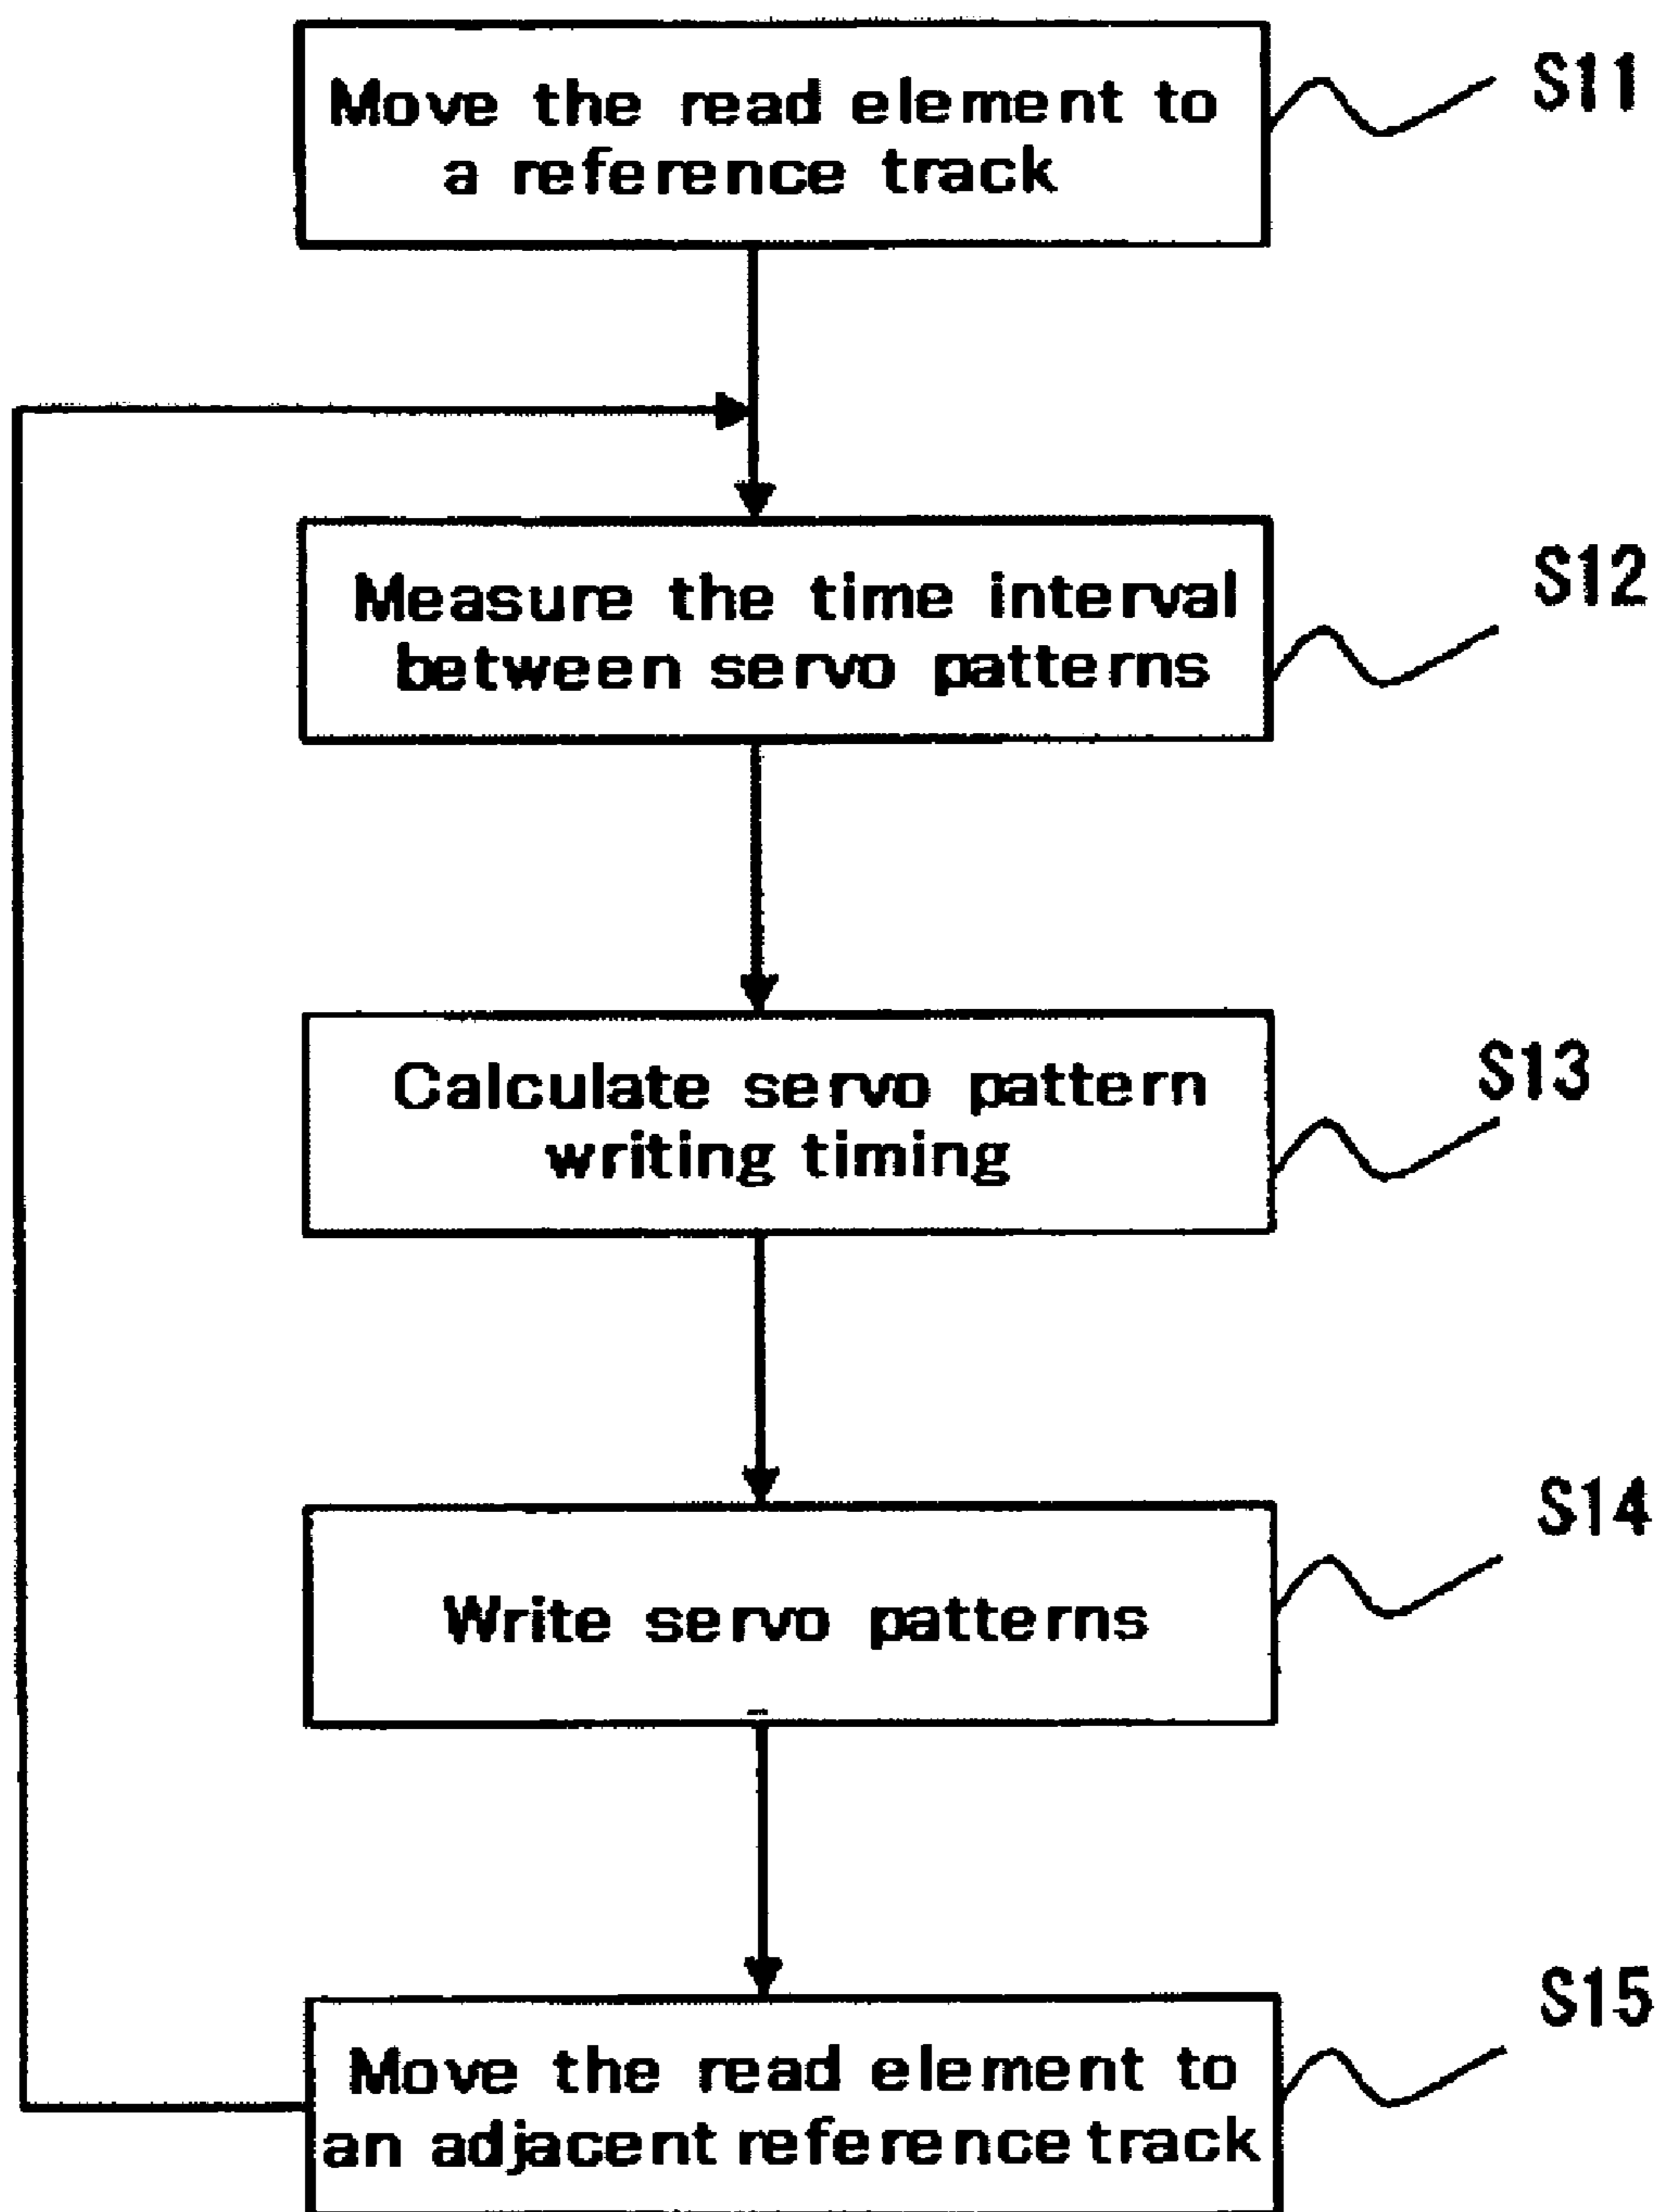 Move the read element to
a reference track
S11
Measure the time interval
between servo patterns
S12
Calculate servo pattern
writing timing
S13
Write servo patterns
S14
Move the read element to
an adjacent reference track
S15